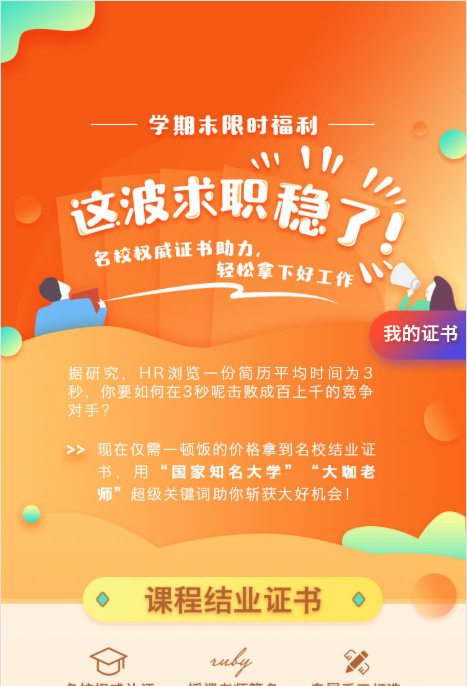 学期末限时福利
这波求职稳了!
名校权威证书助力,
轻松拿下好工作
我的证书
据研究，HR浏览一份简历平均时间为3
秒，你要如何在3秒呢击败成百上千的竞争
对手?
>> 现在仅需一顿饭的价格拿到名校结业证
书，用“国家知名大学”“大咖老
师”超级关键词助你斩获大好机会!
课程结业证书
ruby